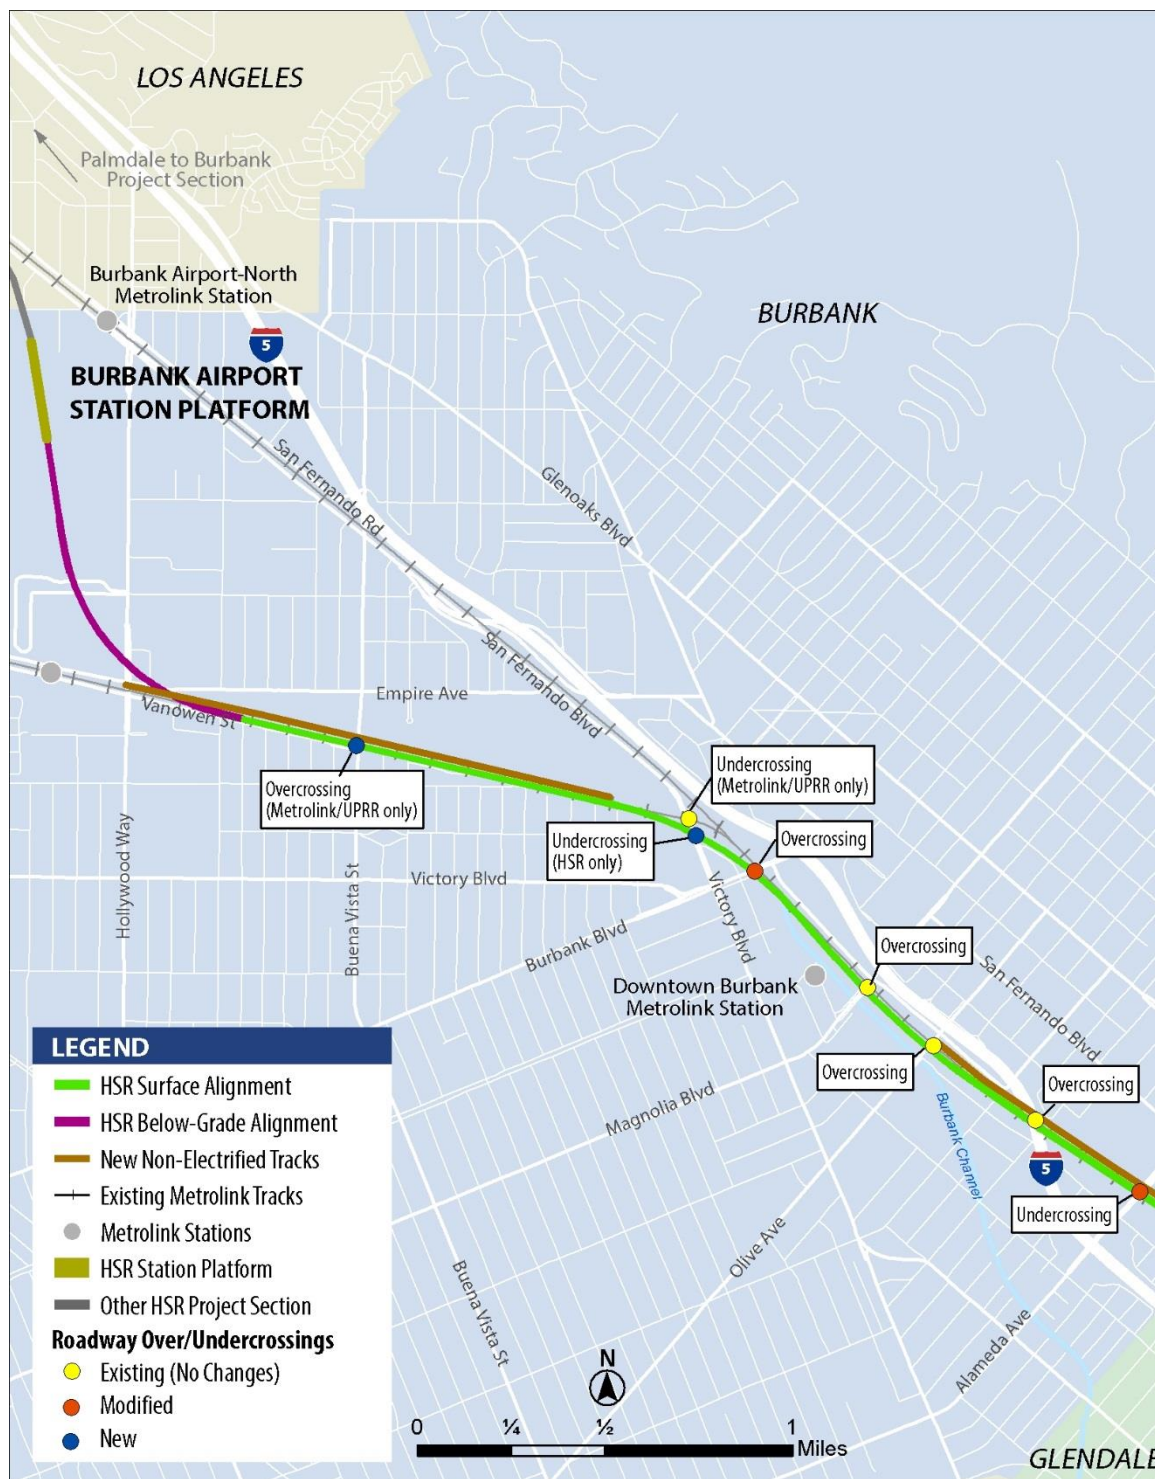 LOS ANGELES
Palmdale to Burbank
Project Section
Burbank Airport-North
Metrolink Station
5
BURBANK
BURBANK AIRPORT
STATION PLATFORM
San Fernando Rd
Glenoaks Blvd
San Fernando Blvd
Empire Ave
Vanowen St
Overcrossing
(Metrolink/UPRR only)
Undercrossing
(Metrolink/UPRR only)
Undercrossing
(HSR only)
Overcrossing
Hollywood Way
Buena Vista St
Victory Blvd
Victory Blvd
Burbank Blvd
Overcrossing
San Fernando Blvd
Downtown Burbank
Metrolink Station
Overcrossing
Overcrossing
Magnolia Blvd
Burbank Channel
5
Undercrossing
Olive Ave
Buena Vista St
Alameda Ave
LEGEND
HSR Surface Alignment
HSR Below-Grade Alignment
New Non-Electrified Tracks
Existing Metrolink Tracks
Metrolink Stations
HSR Station Platform
Other HSR Project Section
Roadway Over/Undercrossings
Existing (No Changes)
Modified
New
N
0 ¼ ½ 1
Miles
GLENDALE